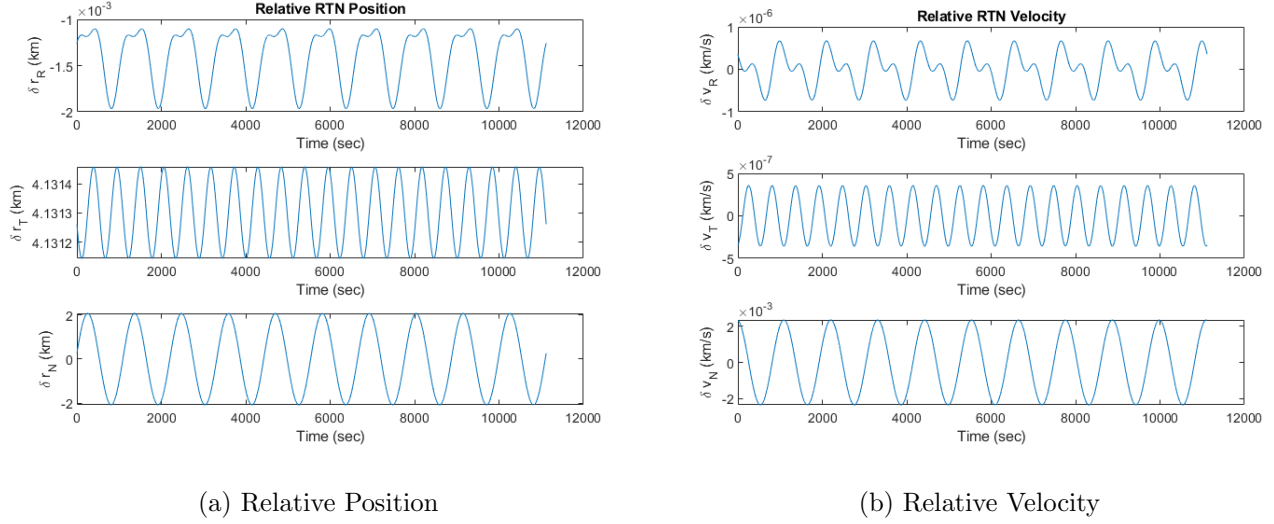 Relative RTN Position
×10⁻³
-1
-1.5
-2
δ r_R (km)
0 2000 4000 6000 8000 10000 12000
Time (sec)
4.1314
4.1313
4.1312
δ r_T (km)
0 2000 4000 6000 8000 10000 12000
Time (sec)
2
0
-2
δ r_N (km)
0 2000 4000 6000 8000 10000 12000
Time (sec)
(a) Relative Position
Relative RTN Velocity
×10⁻⁶
1
0
-1
δ v_R (km/s)
0 2000 4000 6000 8000 10000 12000
Time (sec)
×10⁻⁷
5
0
-5
δ v_T (km/s)
0 2000 4000 6000 8000 10000 12000
Time (sec)
×10⁻³
2
0
-2
δ v_N (km/s)
0 2000 4000 6000 8000 10000 12000
Time (sec)
(b) Relative Velocity